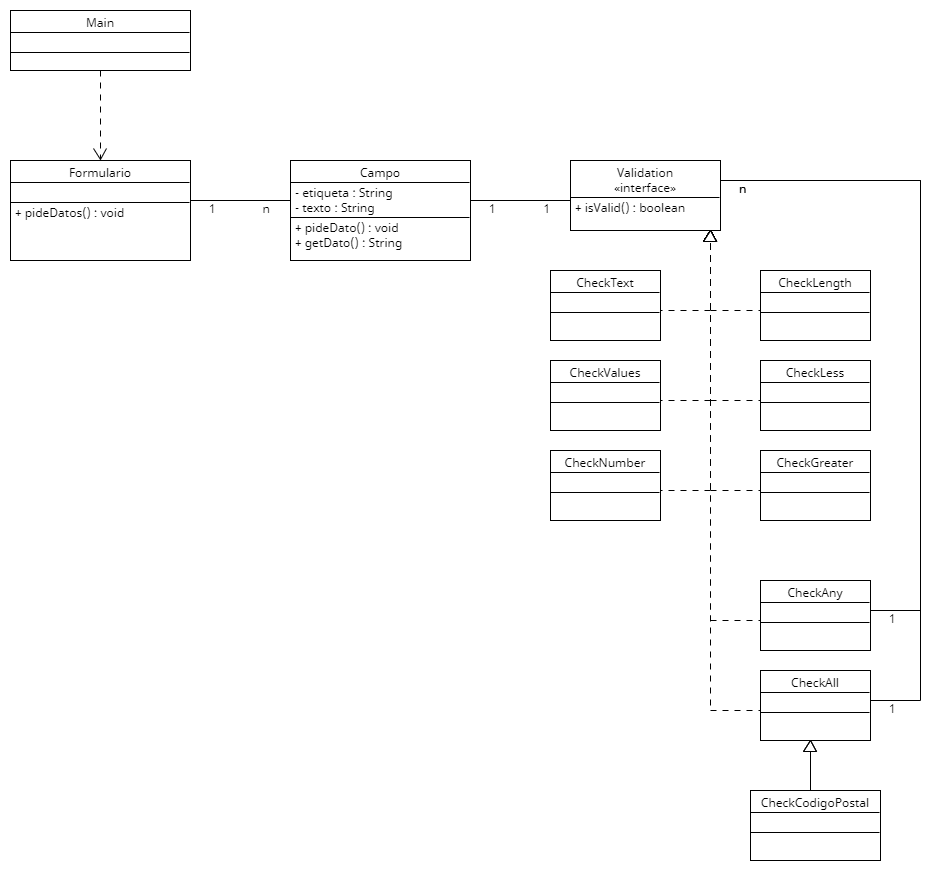 Main
Formulario
+ pideDatos() : void
1
n
Campo
- etiqueta : String
- texto : String
+ pideDato() : void
+ getDato() : String
1
1
Validation
«interface»
+ isValid() : boolean
n
CheckText
CheckLength
CheckValues
CheckLess
CheckNumber
CheckGreater
CheckAny
1
CheckAll
1
CheckCodigoPostal